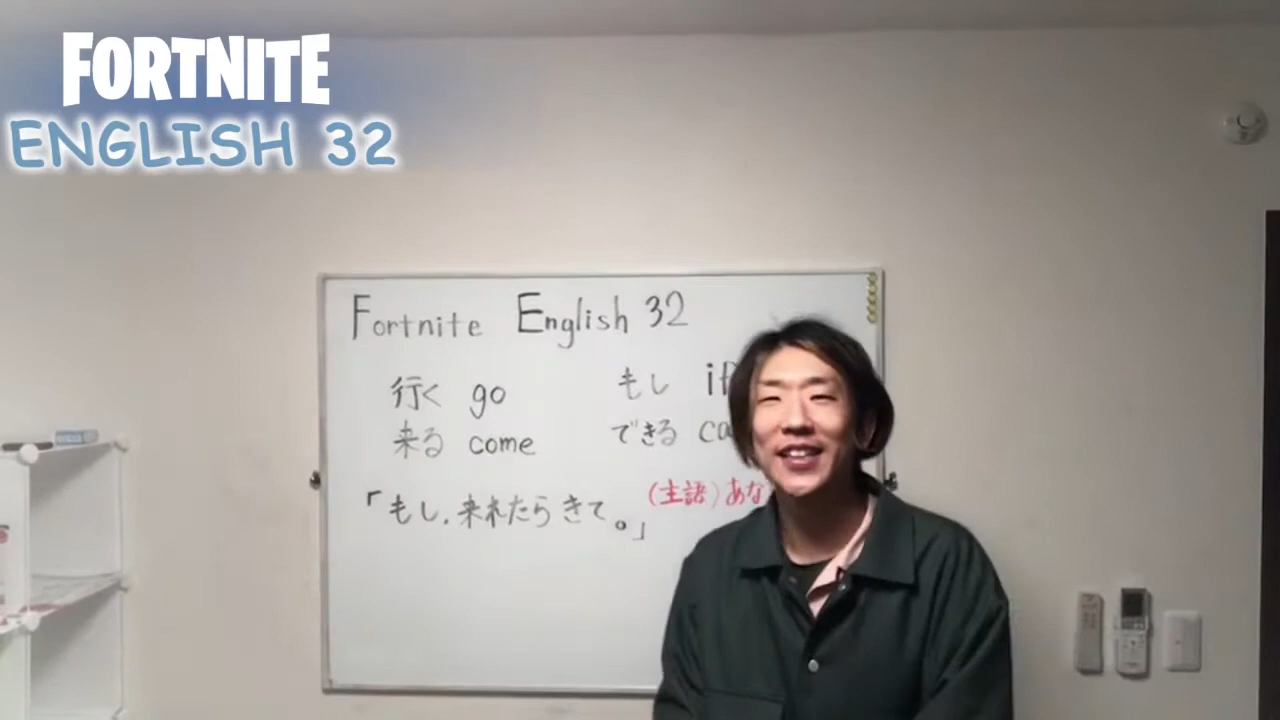 FORTNITE
ENGLISH 32
Fortnite English 32
行く go もし if
来る come できる
「もし、来れたら きて。」 (主語) あな